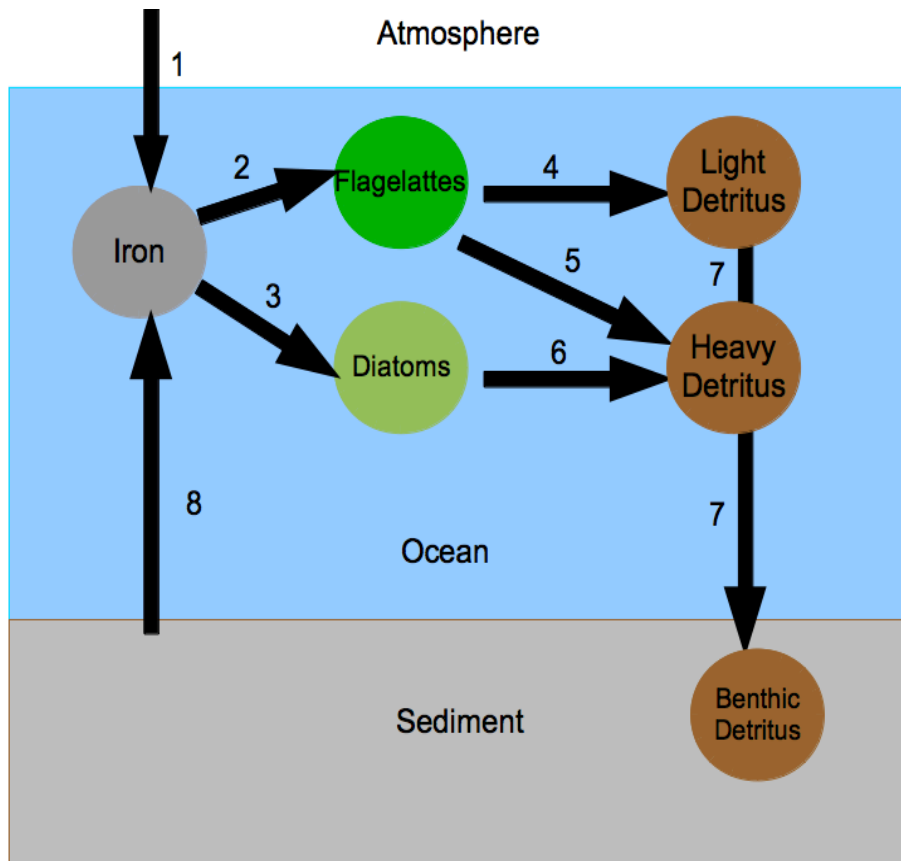 Atmosphere
1
2
Flagelattes
4
Light
Detritus
Iron
5
7
3
Diatoms
6
Heavy
Detritus
8
7
Ocean
Sediment
Benthic
Detritus